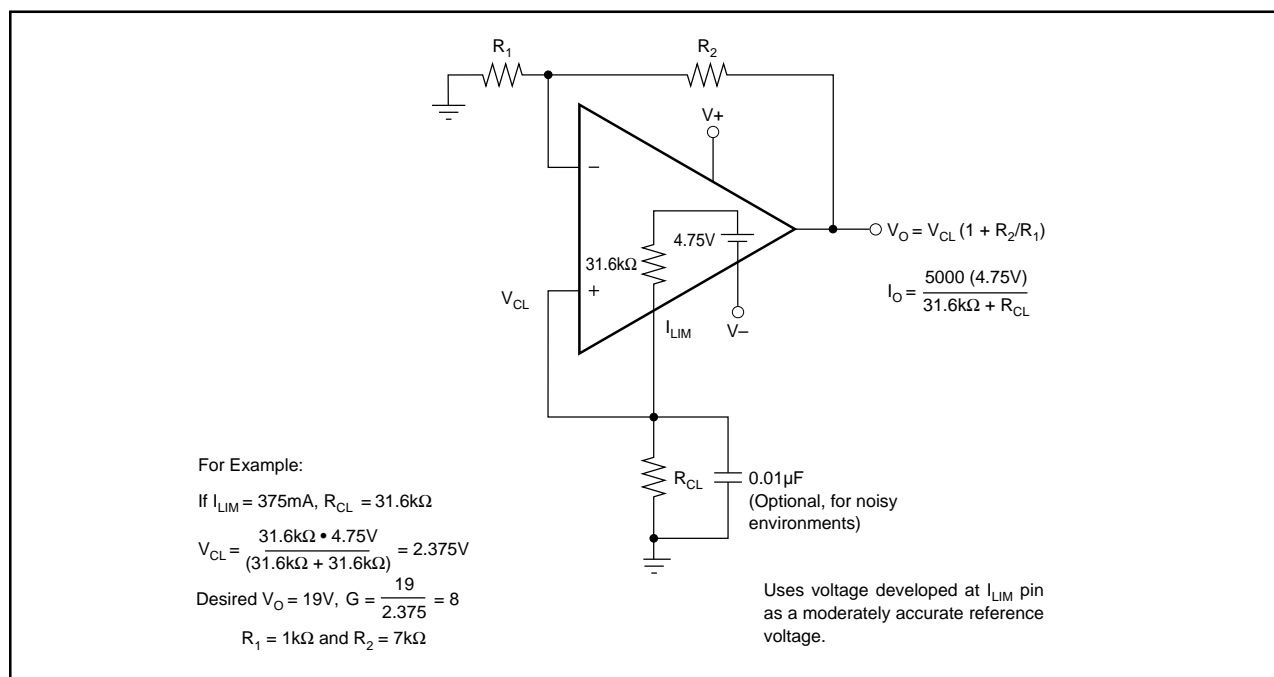 R1
R2
V+
−
4.75V
31.6kΩ
VO = VCL (1 + R2/R1)
IO = 5000 (4.75V) / 31.6kΩ + RCL
VCL
+
ILIM
V−
RCL
0.01µF
(Optional, for noisy
environments)
For Example:
If ILIM = 375mA, RCL = 31.6kΩ
VCL = 31.6kΩ • 4.75V / (31.6kΩ + 31.6kΩ) = 2.375V
Desired VO = 19V, G = 19 / 2.375 = 8
R1 = 1kΩ and R2 = 7kΩ
Uses voltage developed at ILIM pin
as a moderately accurate reference
voltage.